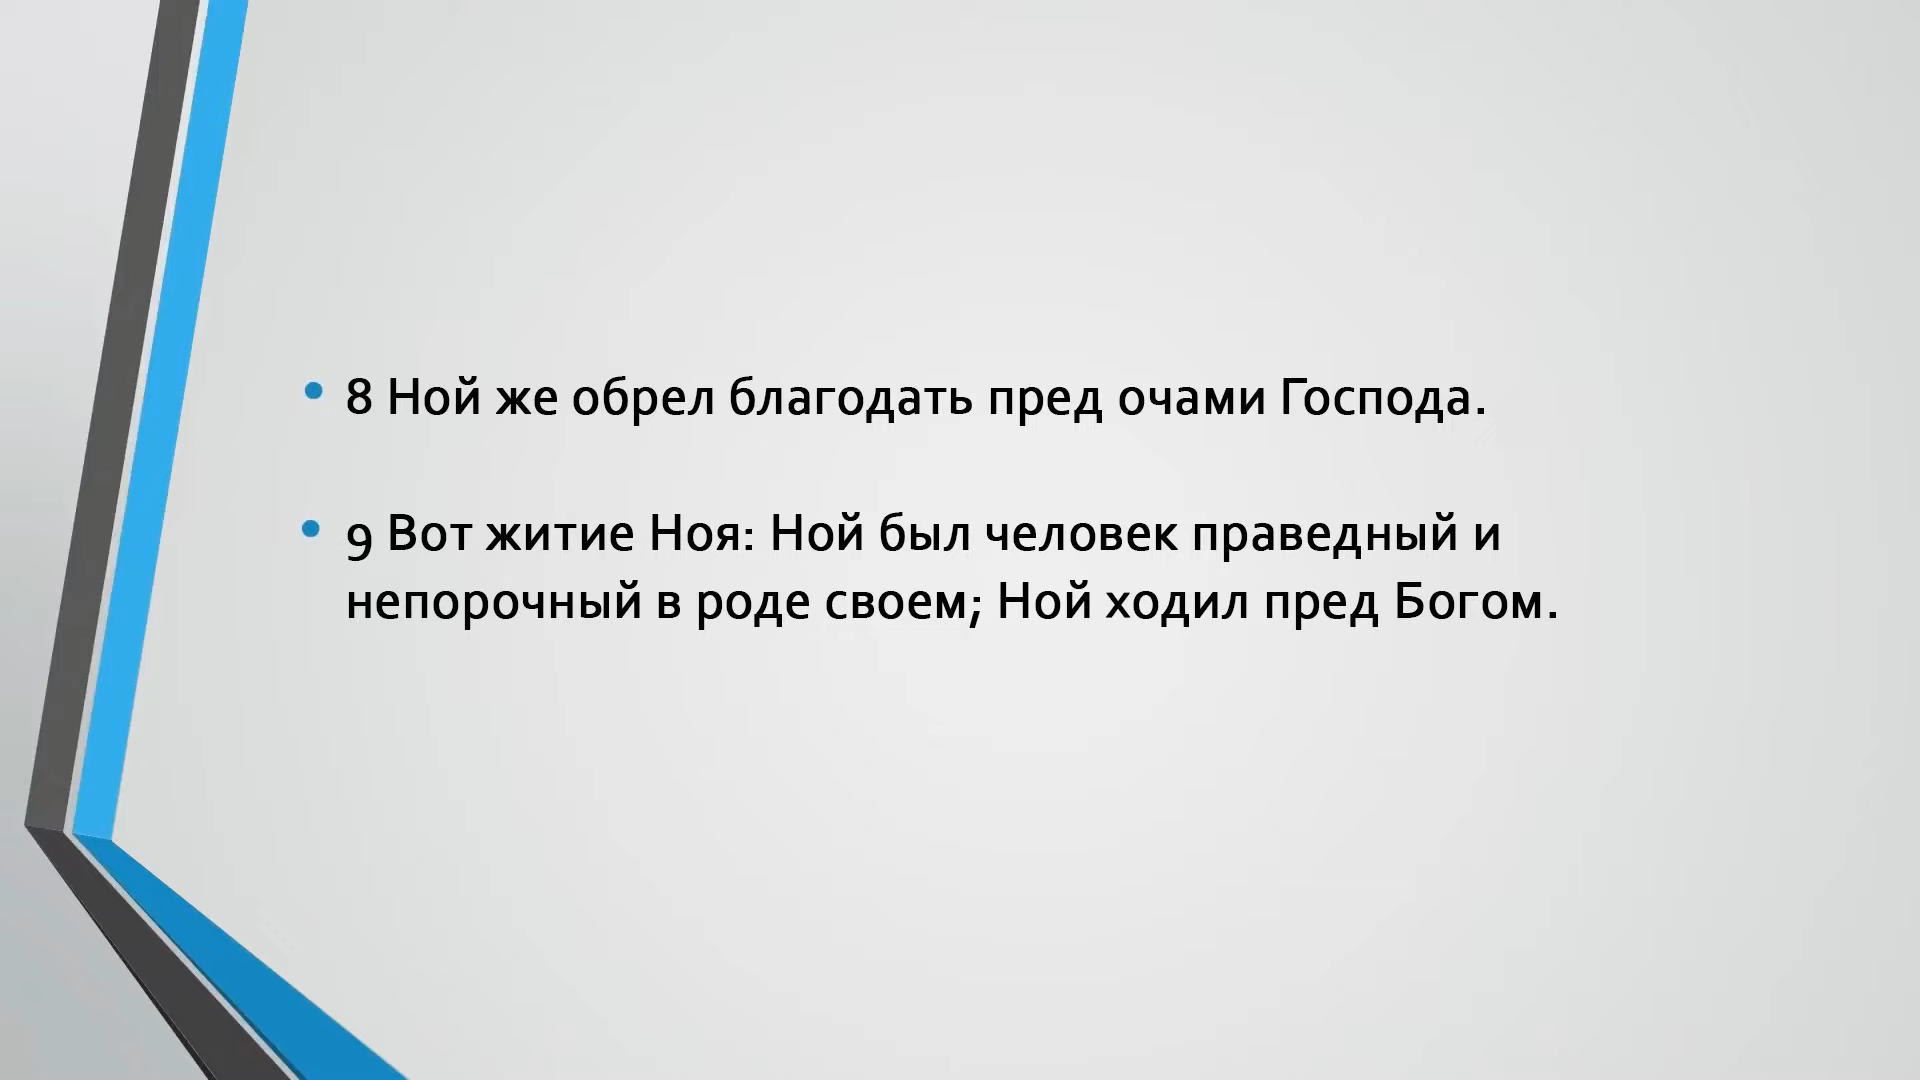 • 8 Ной же обрел благодать пред очами Господа.
• 9 Вот житие Ноя: Ной был человек праведный и
непорочный в роде своем; Ной ходил пред Богом.